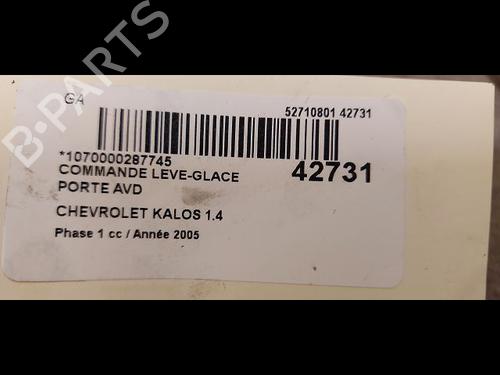 B-PARTS
GA
52710801 42731
*1070000287745
42731
COMMANDE LEVE-GLACE
PORTE AVD
CHEVROLET KALOS 1.4
Phase 1 cc / Année 2005